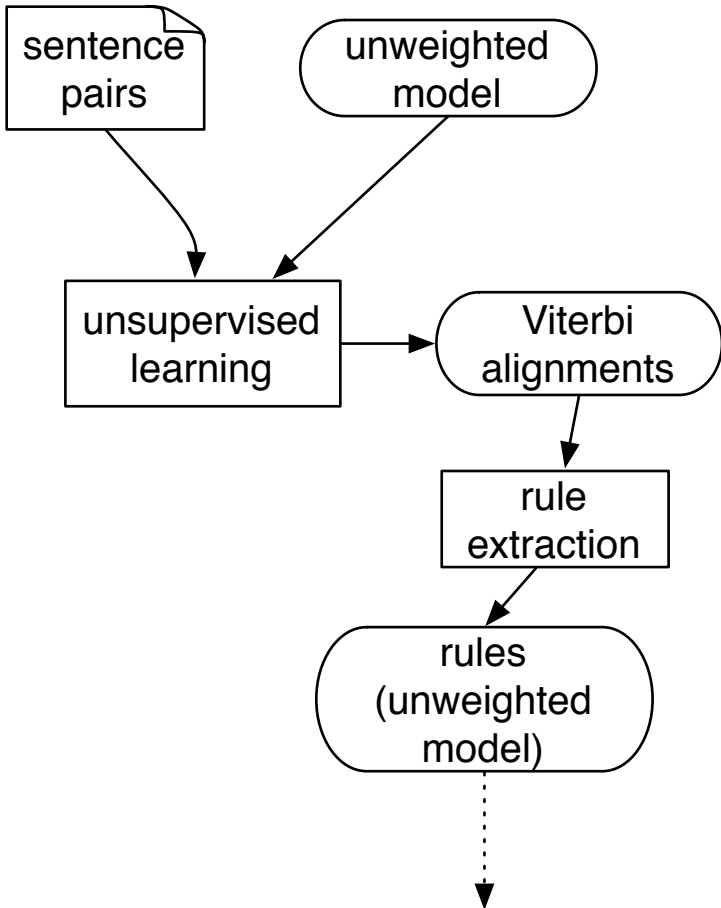 sentence
pairs
unweighted
model
unsupervised
learning
Viterbi
alignments
rule
extraction
rules
(unweighted
model)